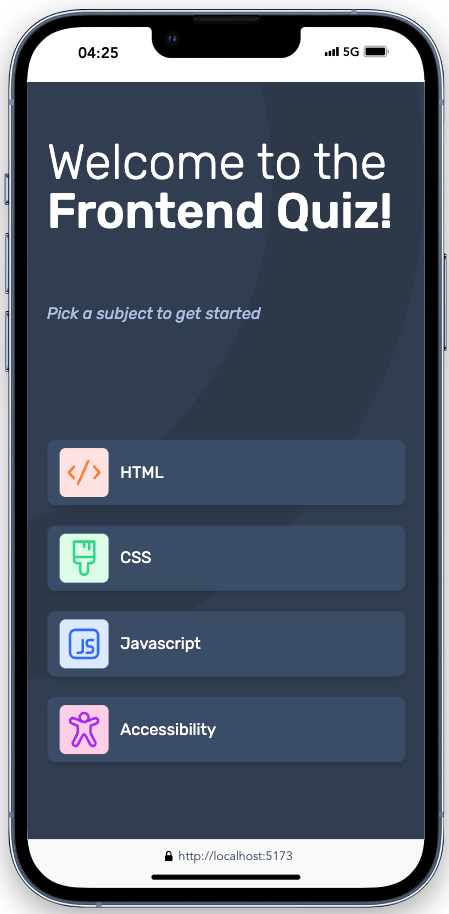 04:25
5G
Welcome to the
Frontend Quiz!
Pick a subject to get started
HTML
CSS
JS
Javascript
Accessibility
http://localhost:5173